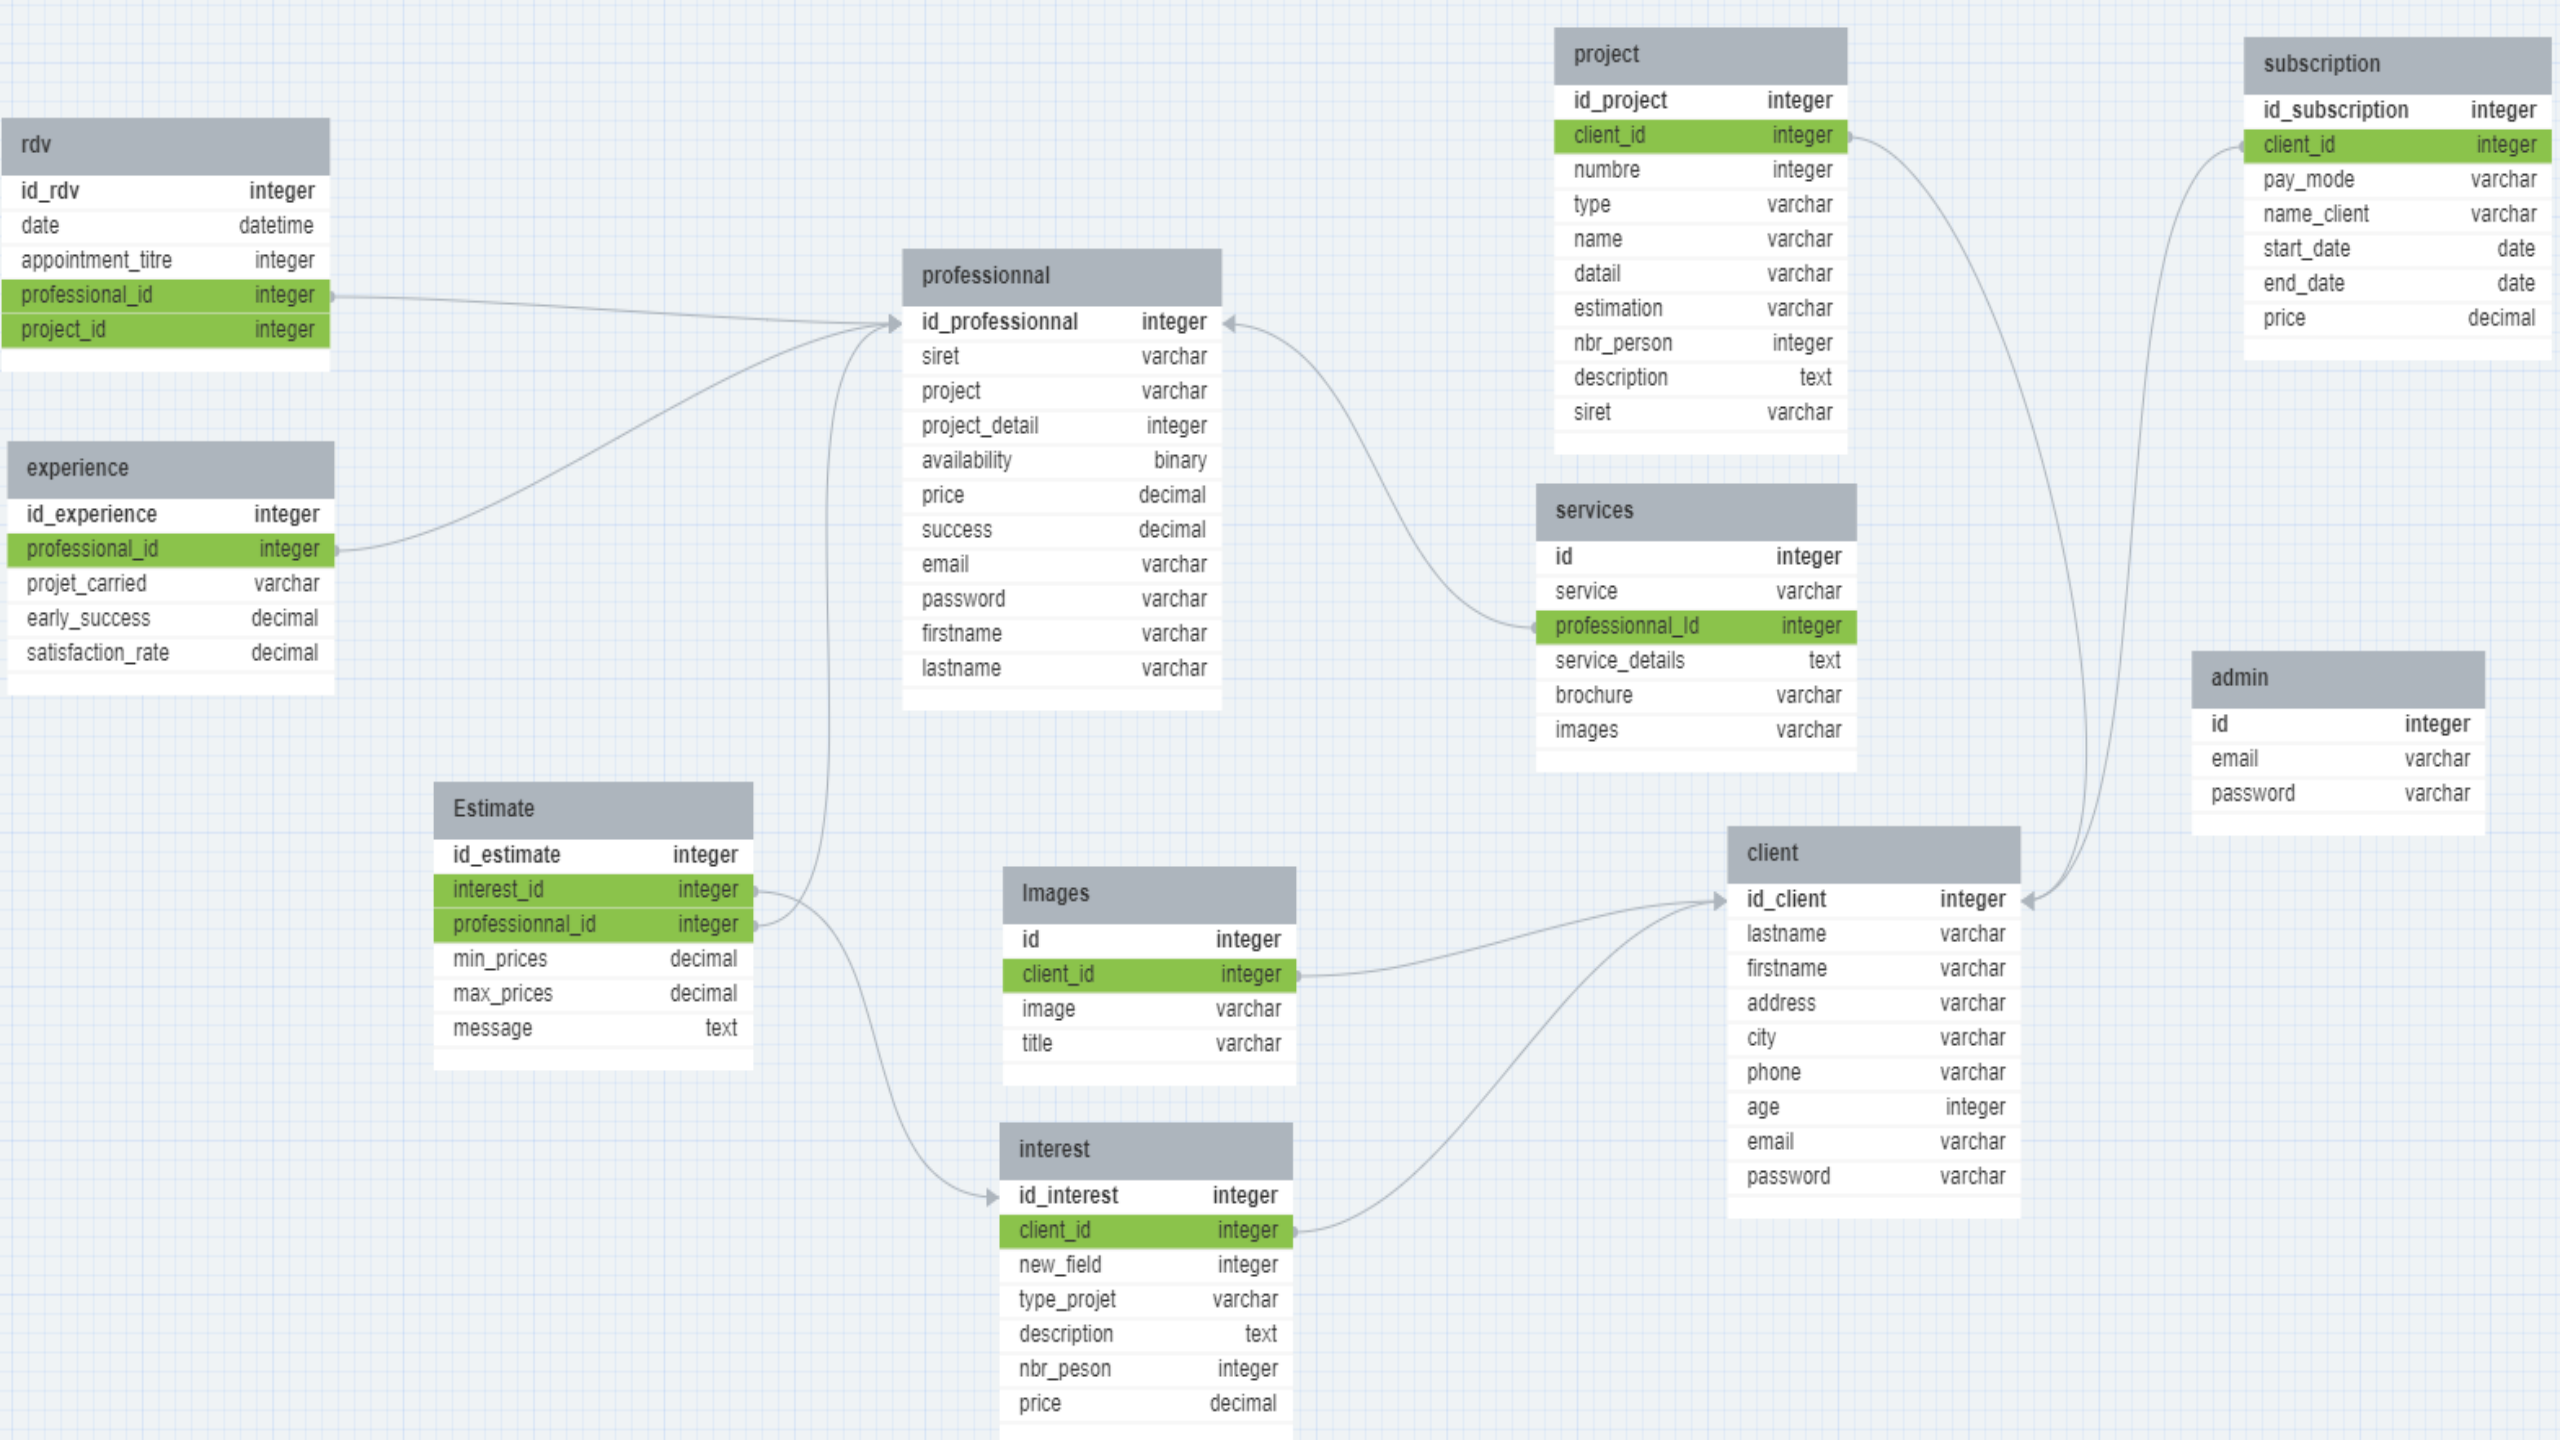 rdv
id_rdv integer
date datetime
appointment_titre integer
professional_id integer
project_id integer
experience
id_experience integer
professional_id integer
projet_carried varchar
early_success decimal
satisfaction_rate decimal
professionnal
id_professionnal integer
siret varchar
project varchar
project_detail integer
availability binary
price decimal
success decimal
email varchar
password varchar
firstname varchar
lastname varchar
project
id_project integer
client_id integer
numbre integer
type varchar
name varchar
datail varchar
estimation varchar
nbr_person integer
description text
siret varchar
subscription
id_subscription integer
client_id integer
pay_mode varchar
name_client varchar
start_date date
end_date date
price decimal
services
id integer
service varchar
professionnal_Id integer
service_details text
brochure varchar
images varchar
admin
id integer
email varchar
password varchar
Estimate
id_estimate integer
interest_id integer
professionnal_id integer
min_prices decimal
max_prices decimal
message text
Images
id integer
client_id integer
image varchar
title varchar
client
id_client integer
lastname varchar
firstname varchar
address varchar
city varchar
phone varchar
age integer
email varchar
password varchar
interest
id_interest integer
client_id integer
new_field integer
type_projet varchar
description text
nbr_peson integer
price decimal